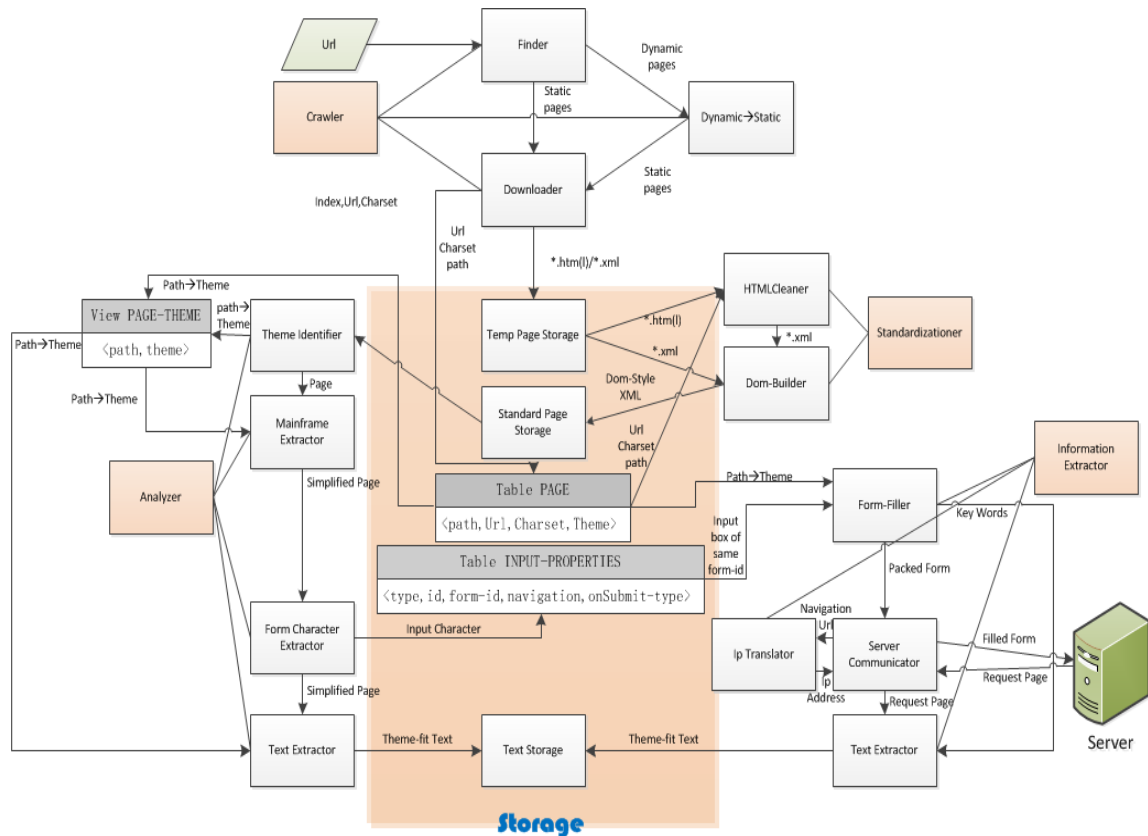 Url
Finder
Dynamic
pages
Static
pages
Crawler
Dynamic→Static
Downloader
Static
pages
Index,Url,Charset
Url
Charset
path
*.htm(l)/*.xml
Path→Theme
HTMLCleaner
View PAGE-THEME
<path,theme>
path→
Theme
Theme Identifier
Temp Page Storage
*.htm(l)
Standardizationer
Path→Theme
*.xml
*.xml
Dom-Builder
Page
Dom-Style
XML
Path→Theme
Mainframe
Extractor
Standard Page
Storage
Url
Charset
path
Information
Extractor
Simplified Page
Analyzer
Table PAGE
<path,Url,Charset,Theme>
Path→Theme
Form-Filler
Key Words
Input
box of
same
form-id
Table INPUT-PROPERTIES
<type,id,form-id,navigation,onSubmit-type>
Packed Form
Form Character
Extractor
Input Character
Navigation
Url
Ip Translator
Server
Communicator
Filled Form
Request Page
Ip
Address
Simplified Page
Request Page
Text Extractor
Theme-fit Text
Text Storage
Theme-fit Text
Text Extractor
Server
Storage